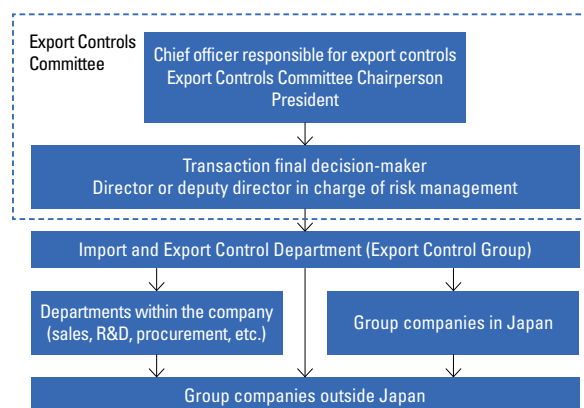 Export Controls
Committee
Chief officer responsible for export controls
Export Controls Committee Chairperson
President
Transaction final decision-maker
Director or deputy director in charge of risk management
Import and Export Control Department (Export Control Group)
Departments within the company
(sales, R&D, procurement, etc.)
Group companies in Japan
Group companies outside Japan